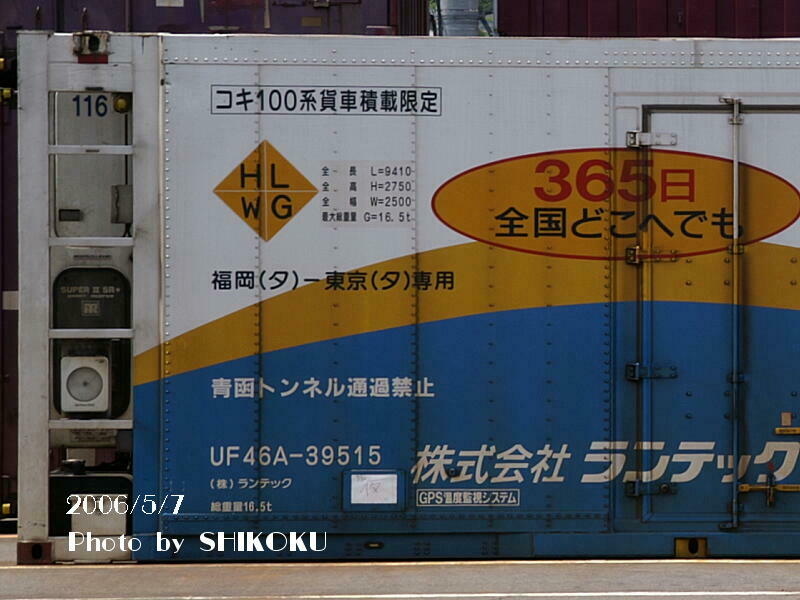 116
コキ100系貨車積載限定
H L
W G
全 長 L=9410
全 高 H=2750
全 幅 W=2500
最大総重量 G=16.5t
365日
全国どこへでも
福岡(タ)ー東京(タ)専用
SUPER II SR+
青函トンネル通過禁止
UF46A-39515
(株)ランテック
総重量16.5t
株式会社 ランテック
GPS温度監視システム
2006/5/7
Photo by SHIKOKU